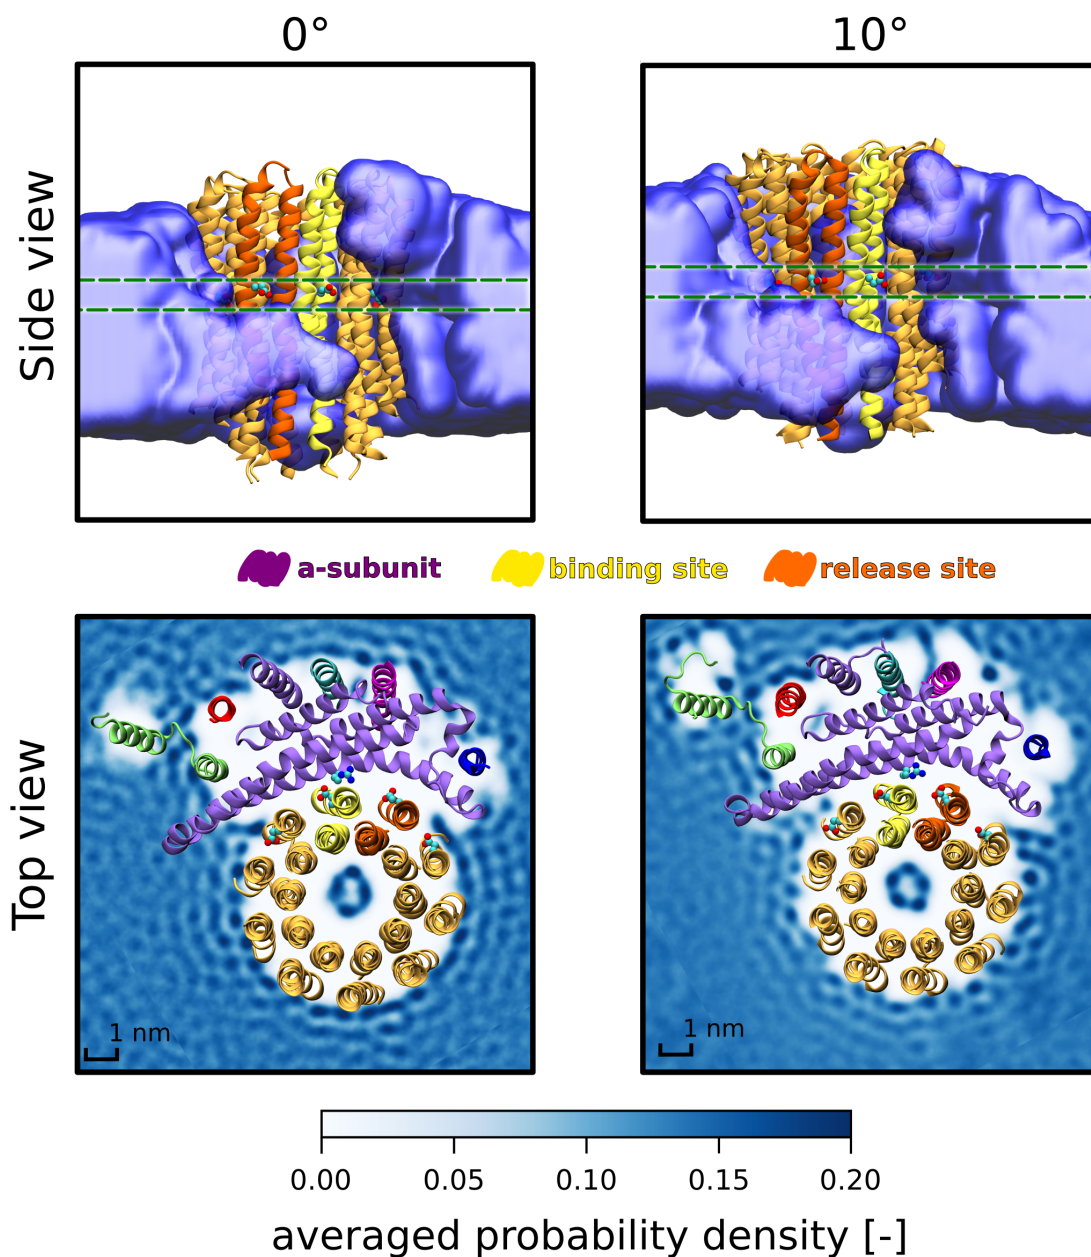 0°
10°
Side view
a-subunit
binding site
release site
Top view
1 nm
1 nm
0.00
0.05
0.10
0.15
0.20
averaged probability density [-]